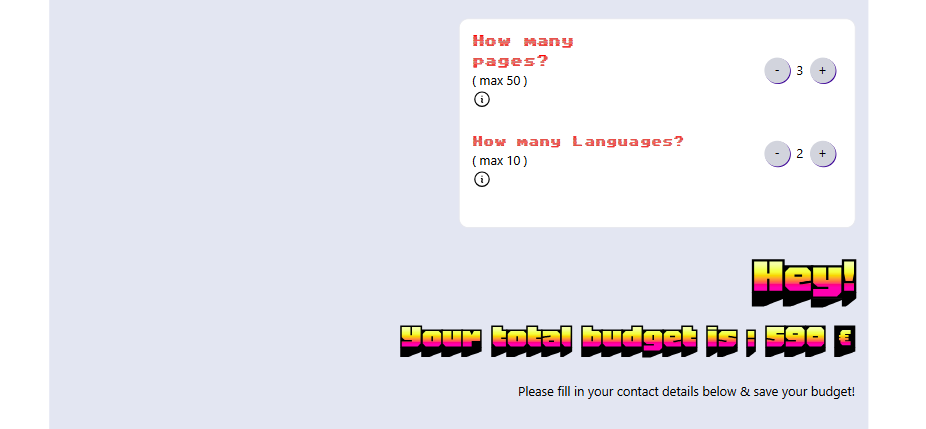 How many
pages?
( max 50 )
- 3 +
How many Languages?
( max 10 )
- 2 +
Hey!
Your total budget is : 590 €
Please fill in your contact details below & save your budget!